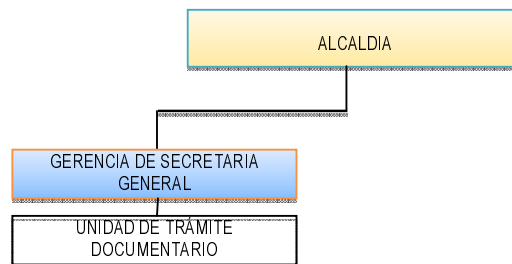 ALCALDIA
GERENCIA DE SECRETARIA
GENERAL
UNIDAD DE TRÁMITE
DOCUMENTARIO